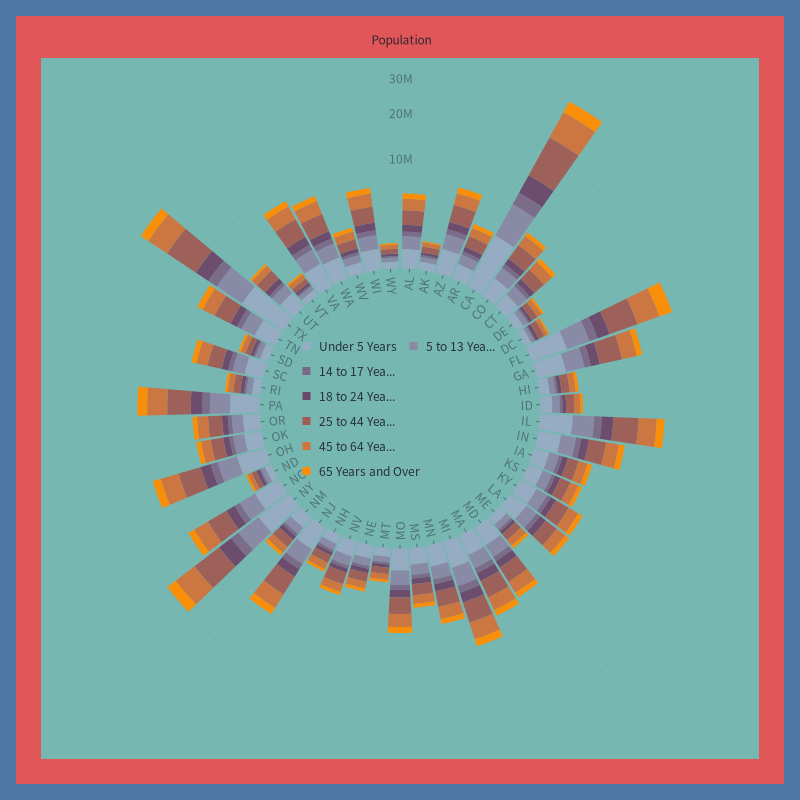 Population
30M
20M
10M
AL
AK
AZ
AR
CA
CO
CT
DE
DC
FL
GA
HI
ID
IL
IN
IA
KS
KY
LA
ME
MD
MA
MI
MN
MS
MO
MT
NE
NV
NH
NJ
NM
NY
NC
ND
OH
OK
OR
PA
RI
SC
SD
TN
TX
UT
VT
VA
WA
WV
WI
WY
Under 5 Years 5 to 13 Yea...
14 to 17 Yea...
18 to 24 Yea...
25 to 44 Yea...
45 to 64 Yea...
65 Years and Over